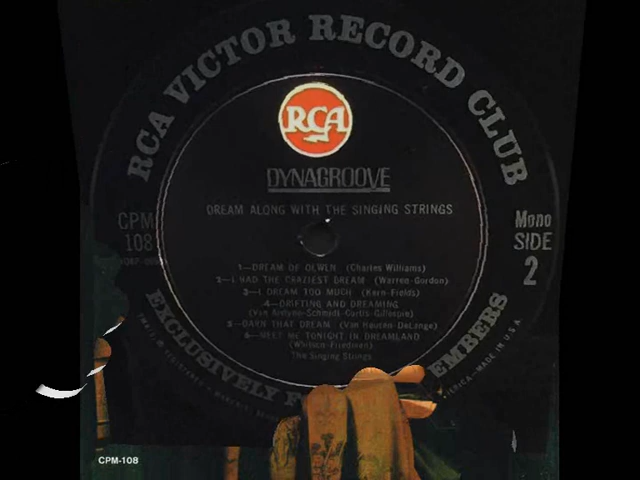 RCA VICTOR RECORD CLUB
RCA
DYNAGROOVE
DREAM ALONG WITH THE SINGING STRINGS
CPM
108
Mono
SIDE
2
1—DREAM OF OLWEN (Charles Williams)
2—I HAD THE CRAZIEST DREAM (Warren-Gordon)
3—I DREAM TOO MUCH (Kern-Fields)
4—DRIFTING AND DREAMING
(Van Alstyne-Schmidt-Curtis-Gillespie)
5—DARN THAT DREAM (Van Heusen-DeLange)
6—MEET ME TONIGHT IN DREAMLAND
(Whitson-Friedman)
The Singing Strings
EXCLUSIVELY F EMBERS
MADE IN U.S.A.
CPM-108